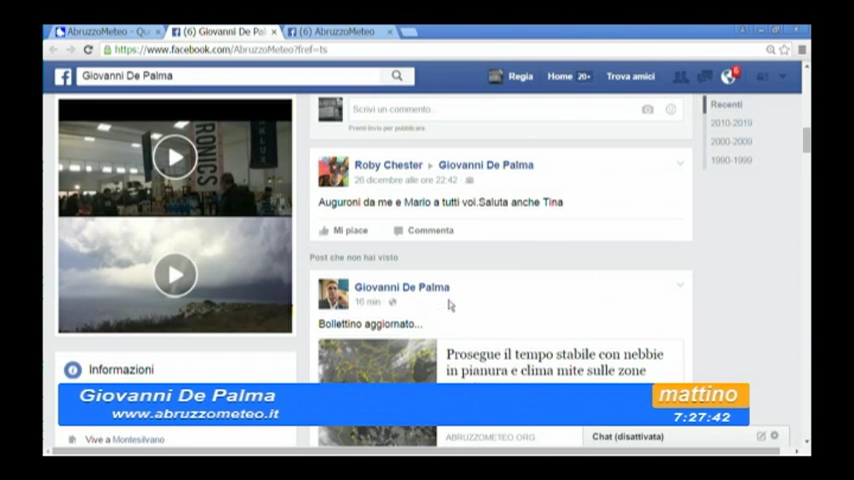 AbruzzoMeteo - Qu
(6) Giovanni De Pal
(6) AbruzzoMeteo
https://www.facebook.com/AbruzzoMeteo?fref=ts
Giovanni De Palma
Regia Home 20+ Trova amici 6
Scrivi un commento...
Premi Invio per pubblicare.
Recenti
2010-2019
2000-2009
1990-1999
RONICS
Roby Chester ▸ Giovanni De Palma
26 dicembre alle ore 22:42
Auguroni da me e Mario a tutti voi.Saluta anche Tina
Mi piace Commenta
Post che non hai visto
Giovanni De Palma
16 min
Bollettino aggiornato...
Prosegue il tempo stabile con nebbie
in pianura e clima mite sulle zone
ABRUZZOMETEO.ORG
Informazioni
Vive a Montesilvano
Giovanni De Palma
www.abruzzometeo.it
mattino
7:27:42
Chat (disattivata)